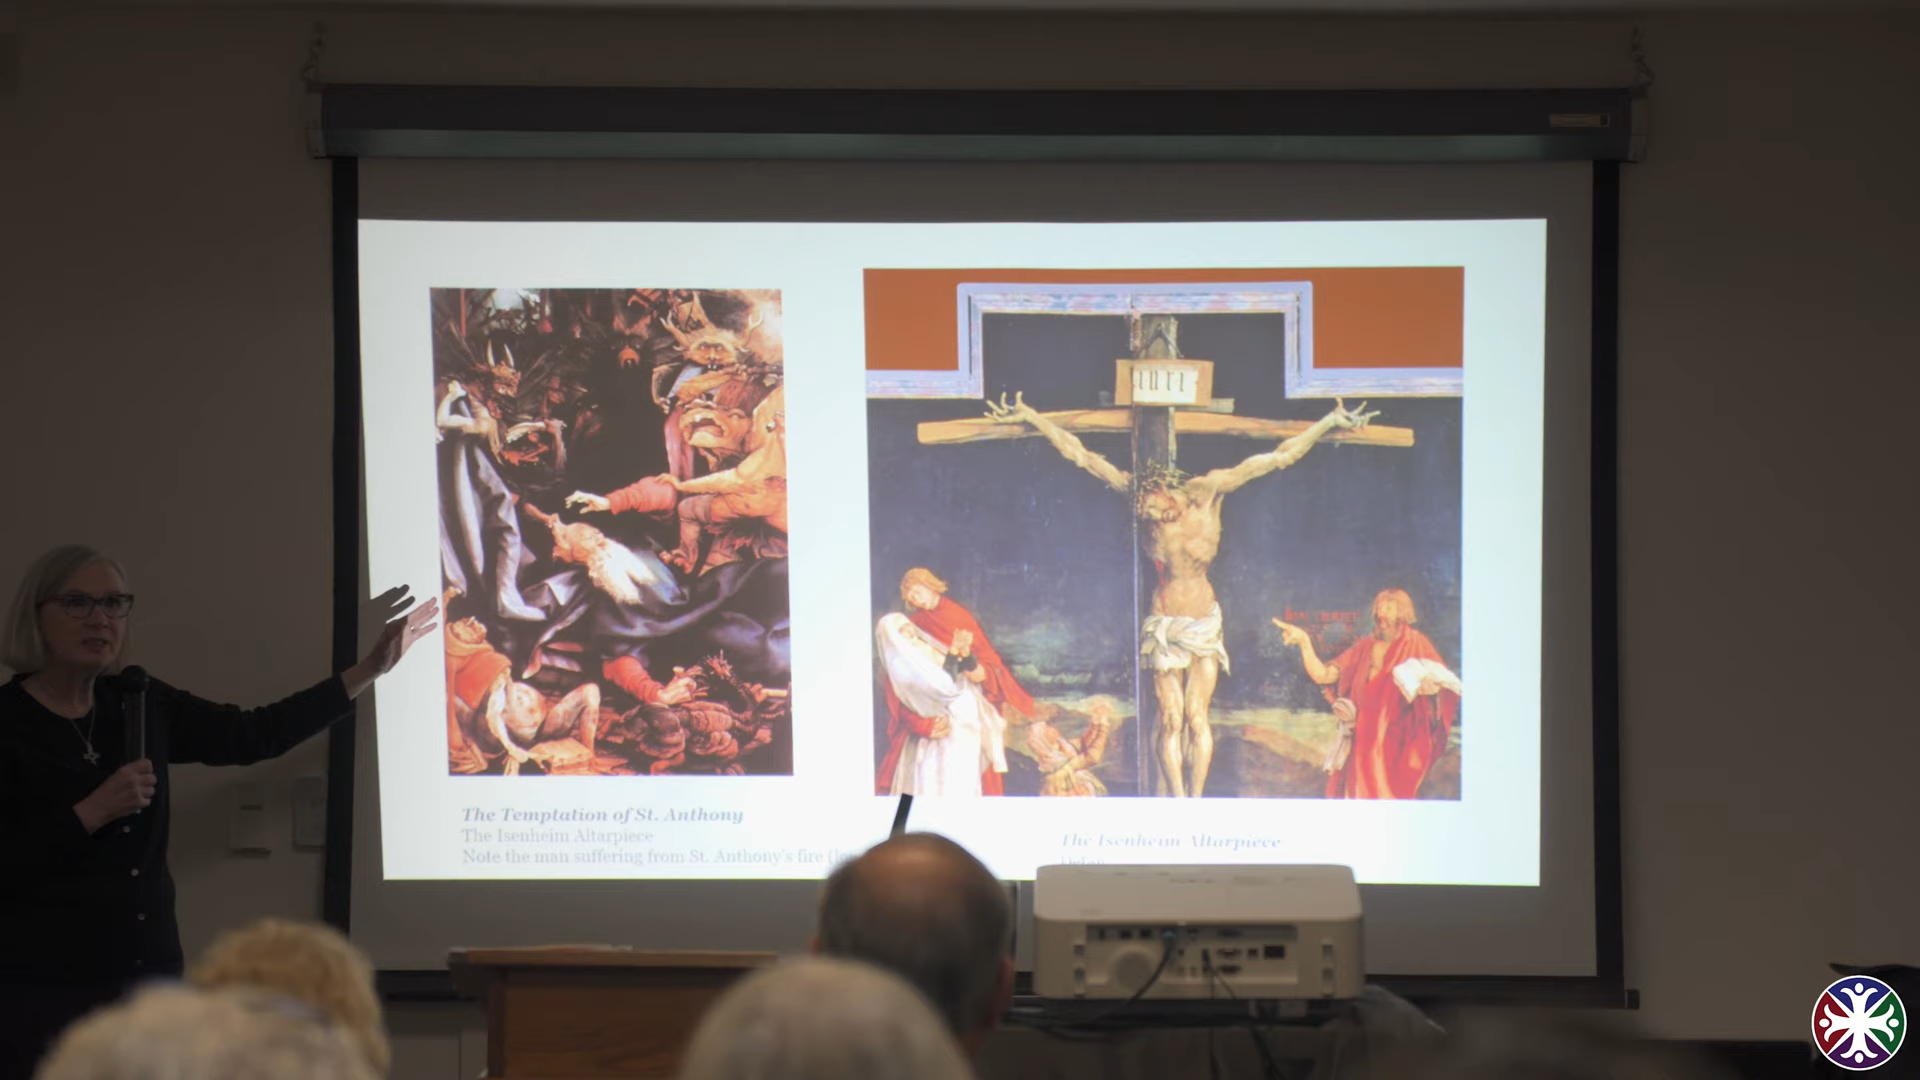 INRI
The Temptation of St. Anthony
The Isenheim Altarpiece
Note the man suffering from St. Anthony's fire
The Isenheim Altarpiece